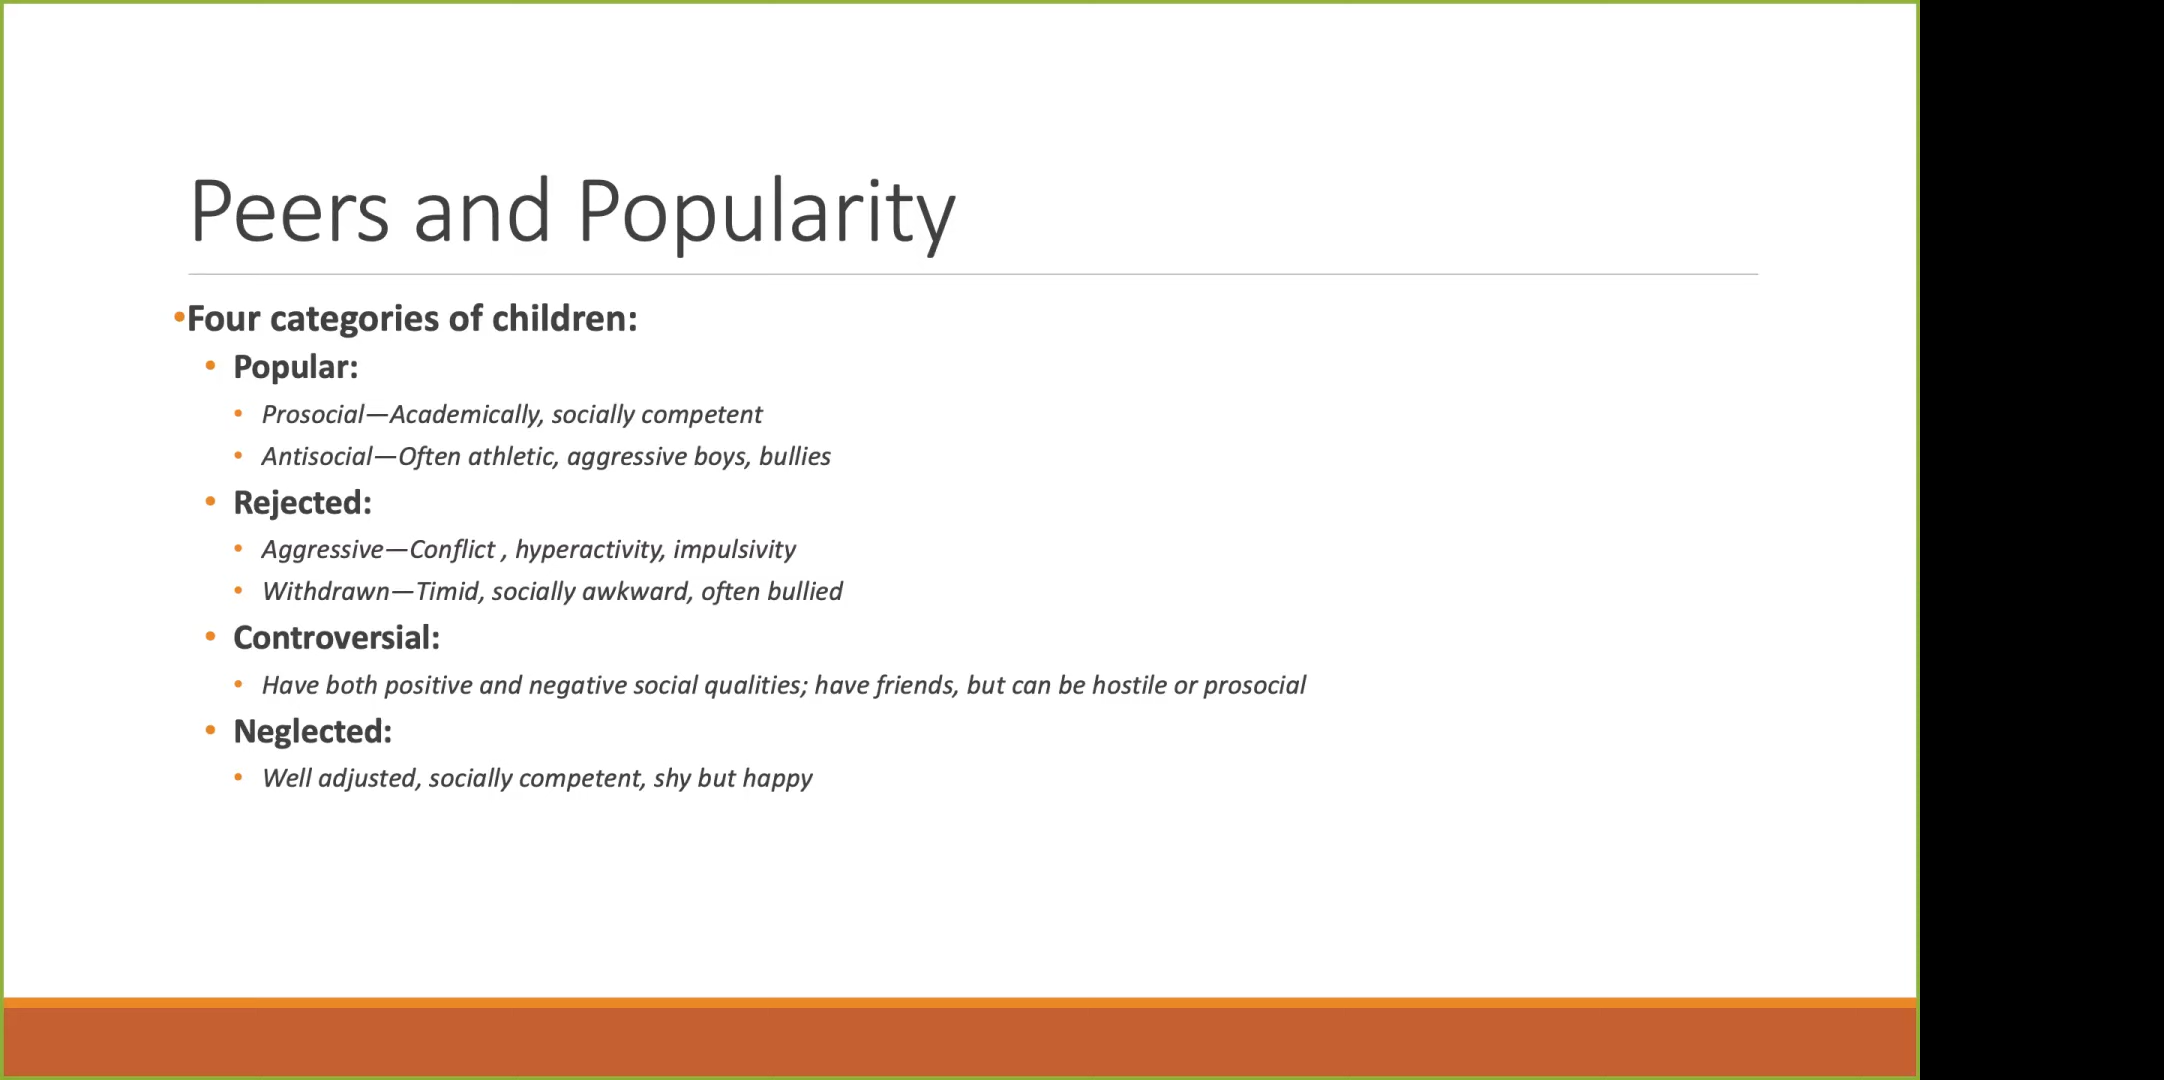 Peers and Popularity
•Four categories of children:
• Popular:
• Prosocial—Academically, socially competent
• Antisocial—Often athletic, aggressive boys, bullies
• Rejected:
• Aggressive—Conflict , hyperactivity, impulsivity
• Withdrawn—Timid, socially awkward, often bullied
• Controversial:
• Have both positive and negative social qualities; have friends, but can be hostile or prosocial
• Neglected:
• Well adjusted, socially competent, shy but happy